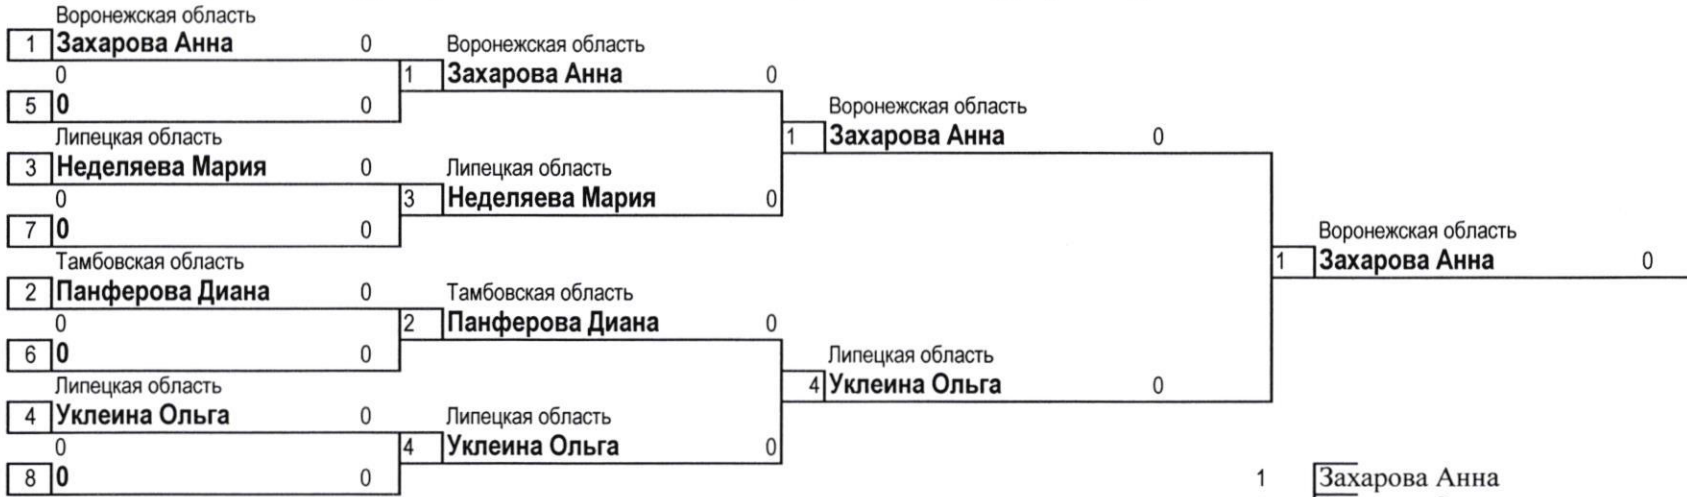 Воронежская область
1 Захарова Анна 0
0
5 0 0
Липецкая область
3 Неделяева Мария 0
0
7 0 0
Тамбовская область
2 Панферова Диана 0
0
6 0 0
Липецкая область
4 Уклеина Ольга 0
0
8 0 0
Воронежская область
1 Захарова Анна 0
Липецкая область
3 Неделяева Мария 0
Тамбовская область
2 Панферова Диана 0
Липецкая область
4 Уклеина Ольга 0
Воронежская область
1 Захарова Анна 0
Липецкая область
4 Уклеина Ольга 0
Воронежская область
1 Захарова Анна 0
1 Захарова Анна